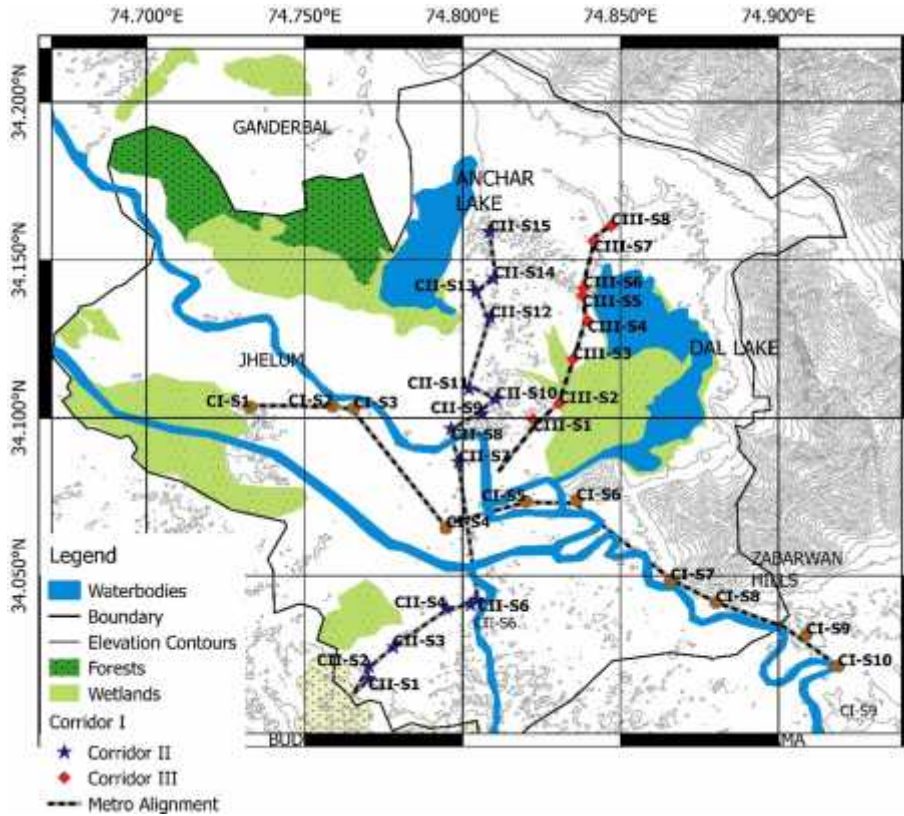 74.700°E 74.750°E 74.800°E 74.850°E 74.900°E
34.200°N
34.150°N
34.100°N
34.050°N
GANDERBAL
ANCHAR
LAKE
CIII-S8
CII-S15
CIII-S7
CII-S14
CII-S13
CIII-S6
CIII-S5
CII-S12
CIII-S4
JHELUM
DAL LAKE
CIII-S3
CII-S11
CII-S10
CIII-S2
CI-S1
CI-S2
CI-S3
CII-S9
CIII-S1
CII-S8
CII-S7
CI-S5
CI-S6
CI-S4
ZABARWAN
HILLS
CI-S7
CI-S8
CII-S4
CII-S6
CII-S6
CI-S9
CII-S3
CII-S2
CI-S10
CII-S1
CI-S9
BUD
MA
Legend
Waterbodies
Boundary
Elevation Contours
Forests
Wetlands
Corridor I
Corridor II
Corridor III
Metro Alignment